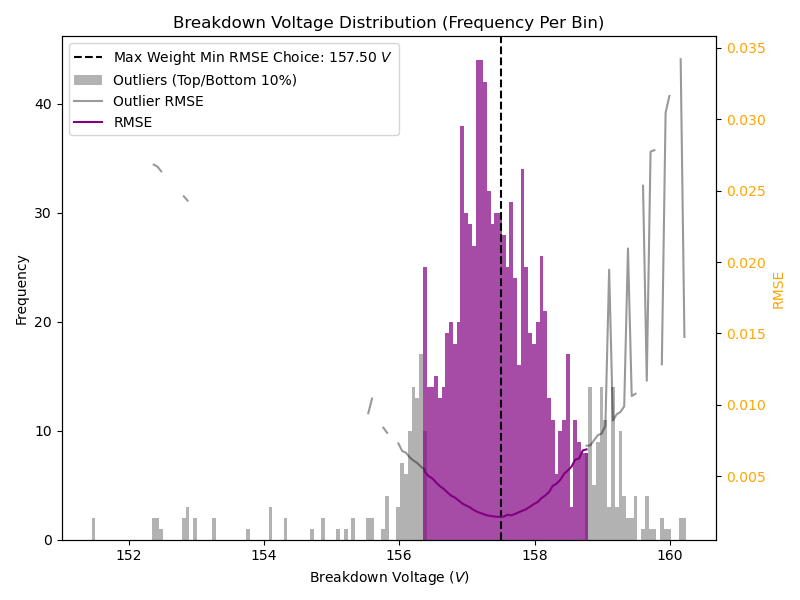 Breakdown Voltage Distribution (Frequency Per Bin)
Max Weight Min RMSE Choice: 157.50 V
Outliers (Top/Bottom 10%)
Outlier RMSE
RMSE
Frequency
0
10
20
30
40
0.035
0.030
0.025
0.020
0.015
0.010
0.005
RMSE
152
154
156
158
160
Breakdown Voltage (V)